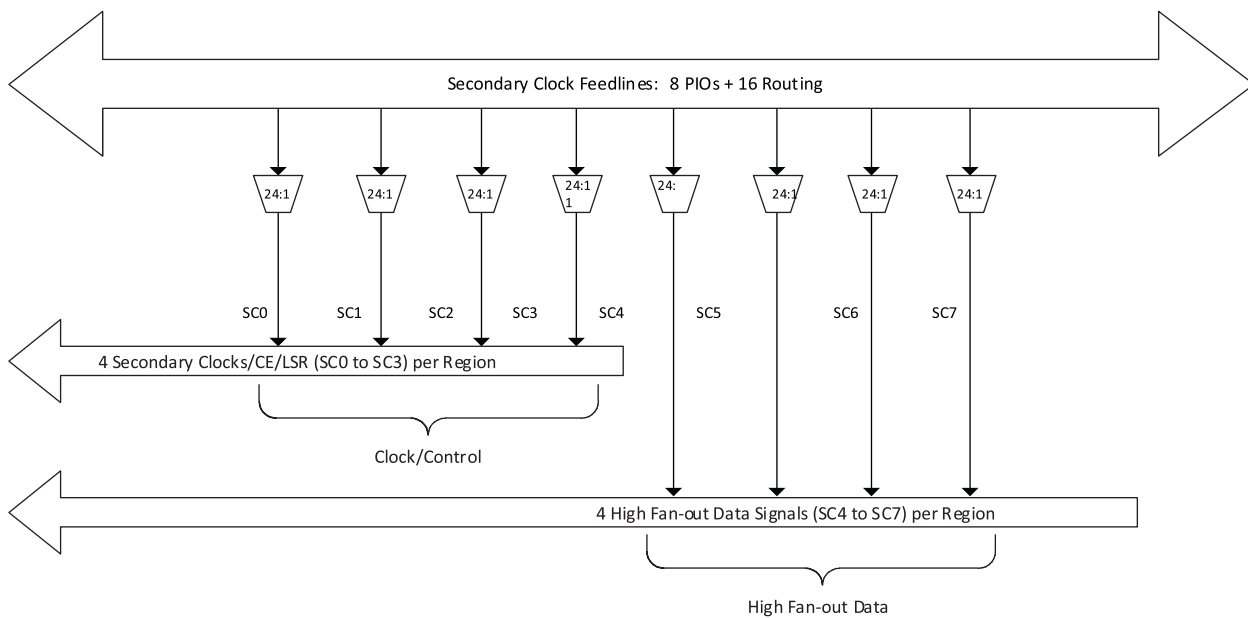 Secondary Clock Feedlines: 8 PIOs + 16 Routing
24:1
24:1
24:1
24:1
1
24:
24:1
24:1
24:1
SC0
SC1
SC2
SC3
SC4
SC5
SC6
SC7
4 Secondary Clocks/CE/LSR (SC0 to SC3) per Region
Clock/Control
4 High Fan-out Data Signals (SC4 to SC7) per Region
High Fan-out Data